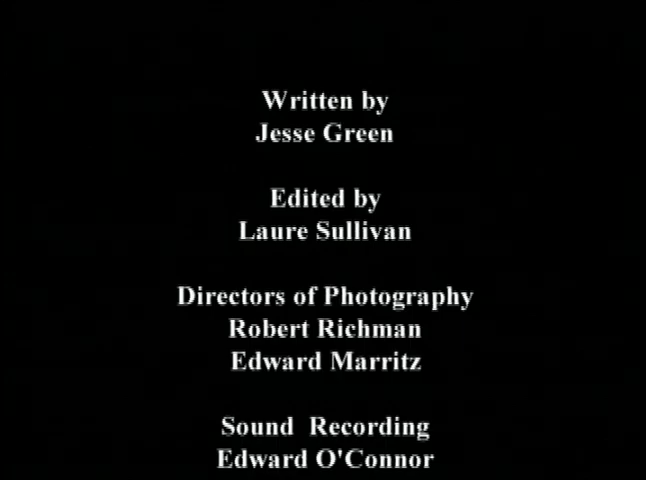 Written by
Jesse Green
Edited by
Laure Sullivan
Directors of Photography
Robert Richman
Edward Marritz
Sound Recording
Edward O'Connor